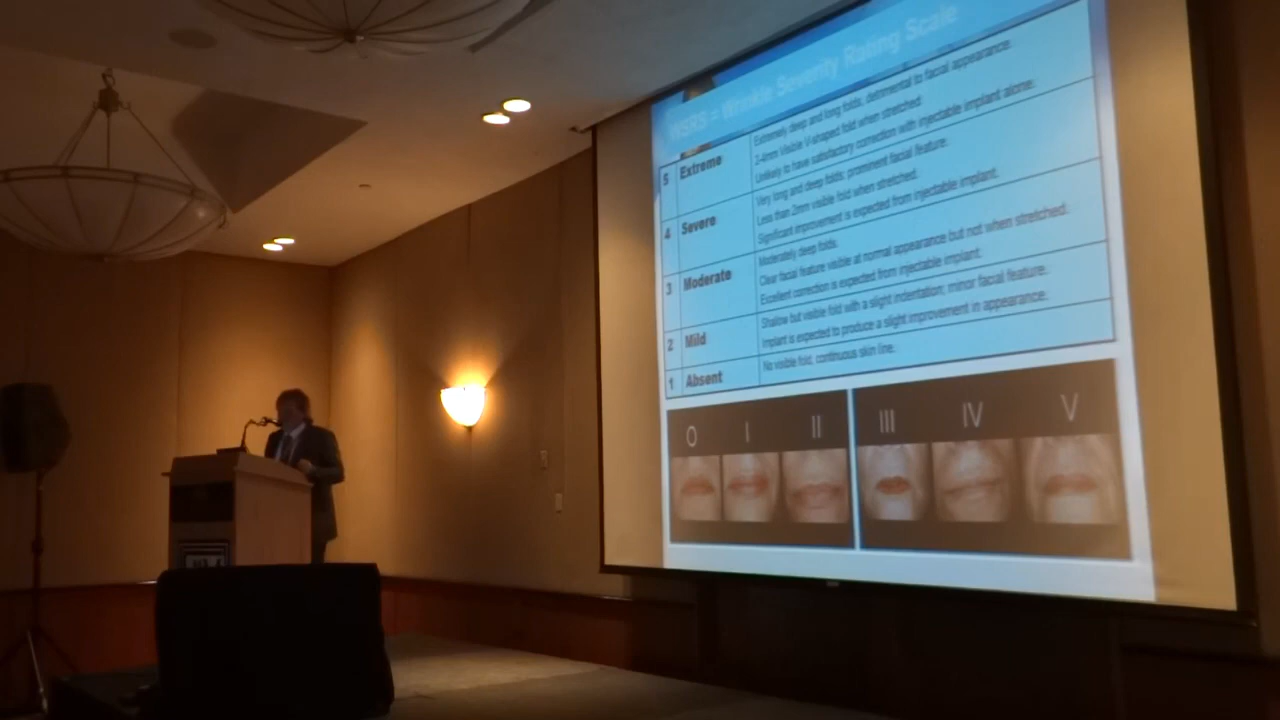 WSRS = Wrinkle Severity Rating Scale
5 Extreme
Extremely deep and long folds, detrimental to facial appearance.
2-4mm Visible V-shaped fold when stretched.
Unlikely to have satisfactory correction with injectable implant alone.
4 Severe
Very long and deep folds; prominent facial feature.
Less than 2mm visible fold when stretched.
Significant improvement is expected from injectable implant.
3 Moderate
Moderately deep folds.
Clear facial feature visible at normal appearance but not when stretched.
Excellent correction is expected from injectable implant.
2 Mild
Shallow but visible fold with a slight indentation; minor facial feature.
Implant is expected to produce a slight improvement in appearance.
1 Absent
No visible fold; continuous skin line.
O I II III IV V